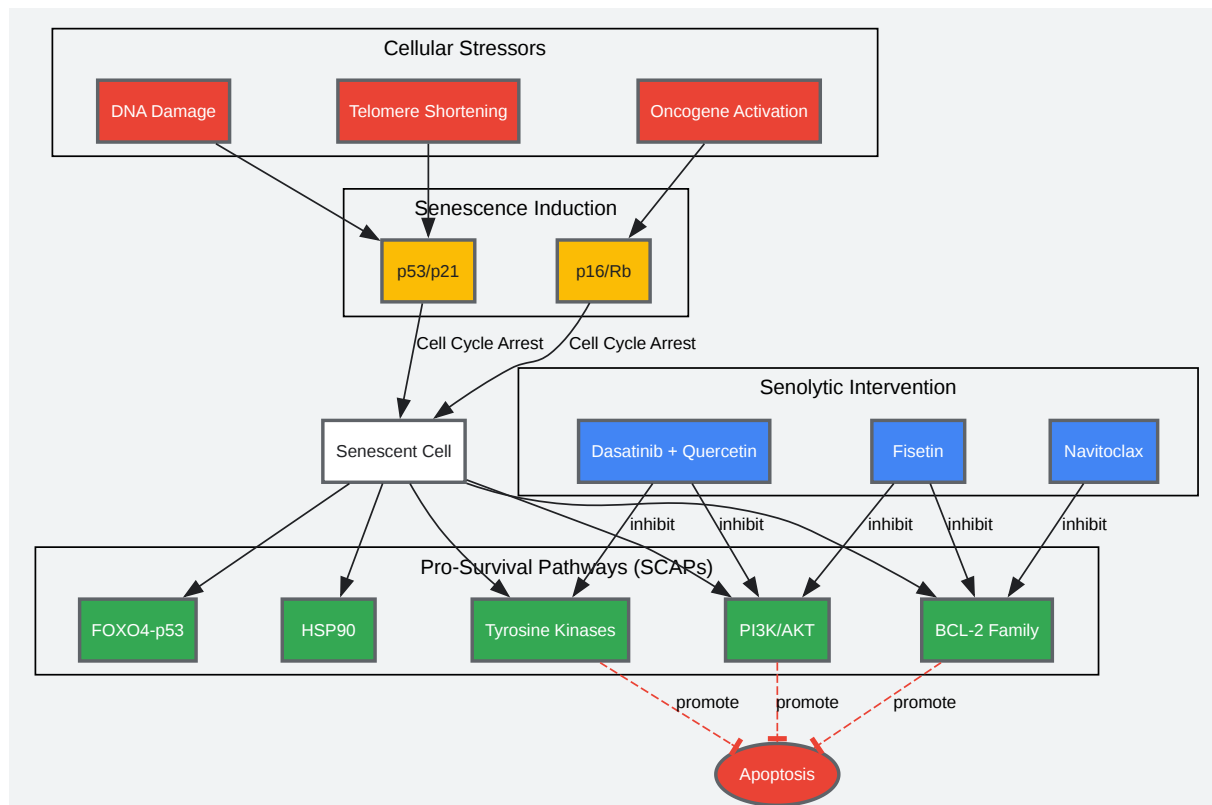 Cellular Stressors
DNA Damage
Telomere Shortening
Oncogene Activation
Senescence Induction
p53/p21
p16/Rb
Cell Cycle Arrest
Cell Cycle Arrest
Senolytic Intervention
Senescent Cell
Dasatinib + Quercetin
Fisetin
Navitoclax
inhibit
inhibit
inhibit
inhibit
inhibit
Pro-Survival Pathways (SCAPs)
FOXO4-p53
HSP90
Tyrosine Kinases
PI3K/AKT
BCL-2 Family
promote
promote
promote
Apoptosis